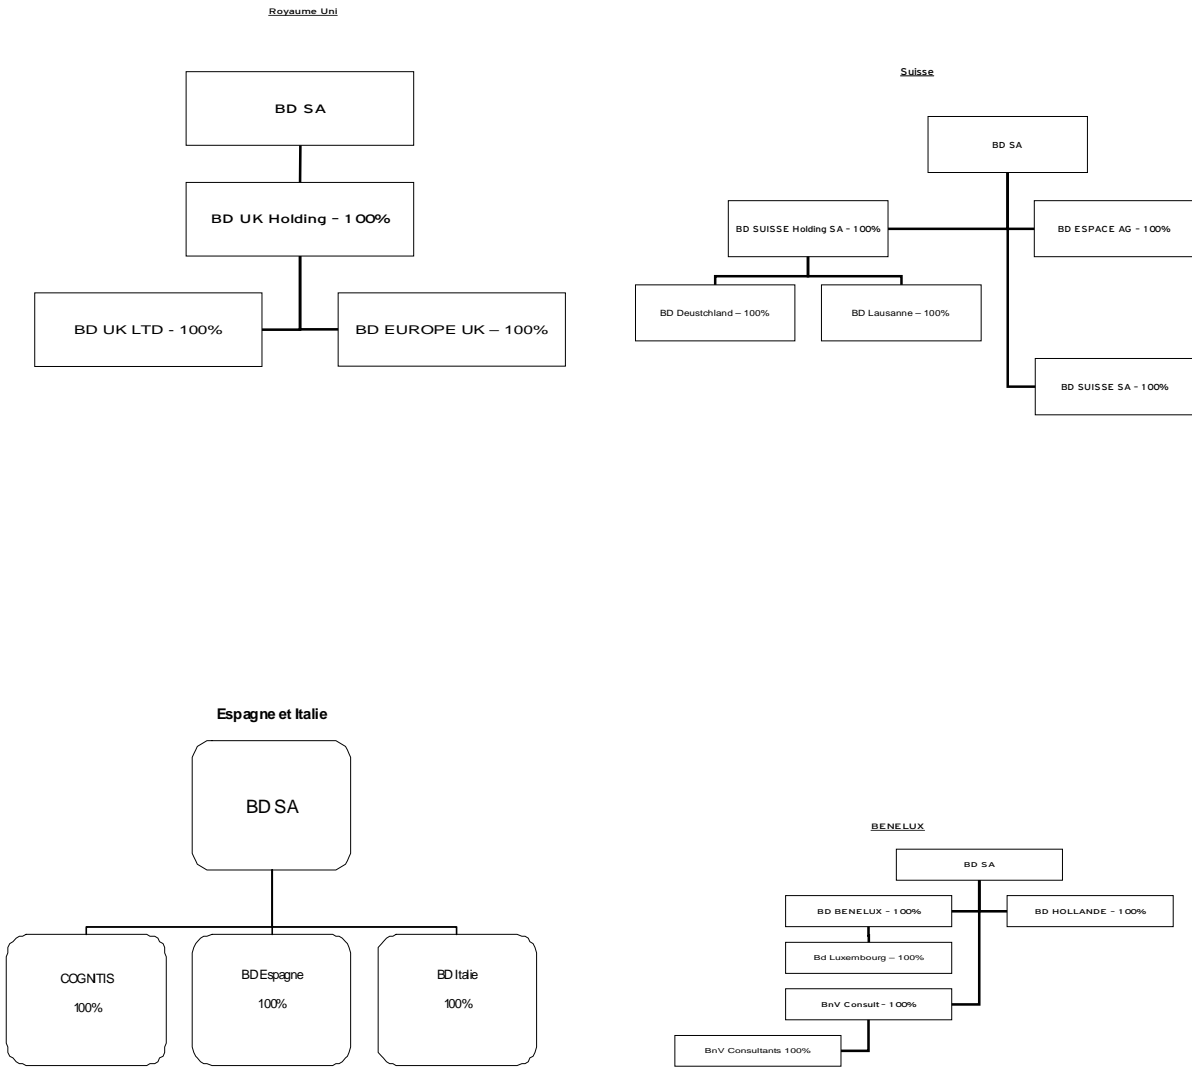 Royaume Uni
BD SA
BD UK Holding - 100%
BD UK LTD - 100%
BD EUROPE UK – 100%
Suisse
BD SA
BD SUISSE Holding SA - 100%
BD ESPACE AG - 100%
BD Deustchland – 100%
BD Lausanne – 100%
BD SUISSE SA - 100%
Espagne et Italie
BD SA
COGNITIS
100%
BD Espagne
100%
BD Italie
100%
BENELUX
BD SA
BD BENELUX - 100%
BD HOLLANDE - 100%
Bd Luxembourg – 100%
BnV Consult - 100%
BnV Consultants 100%